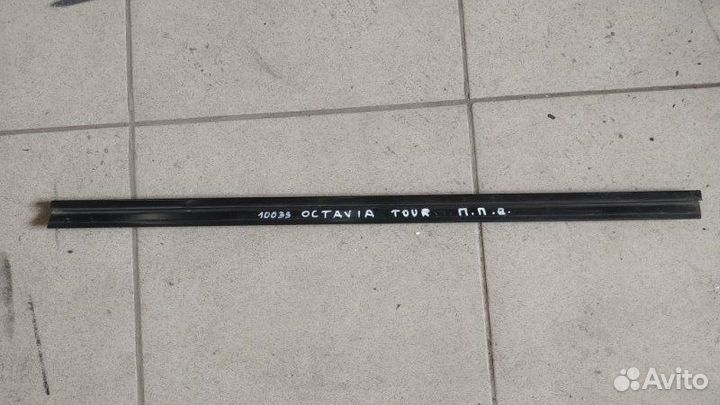 10033 OCTAVIA TOUR п.п.в.
Avito